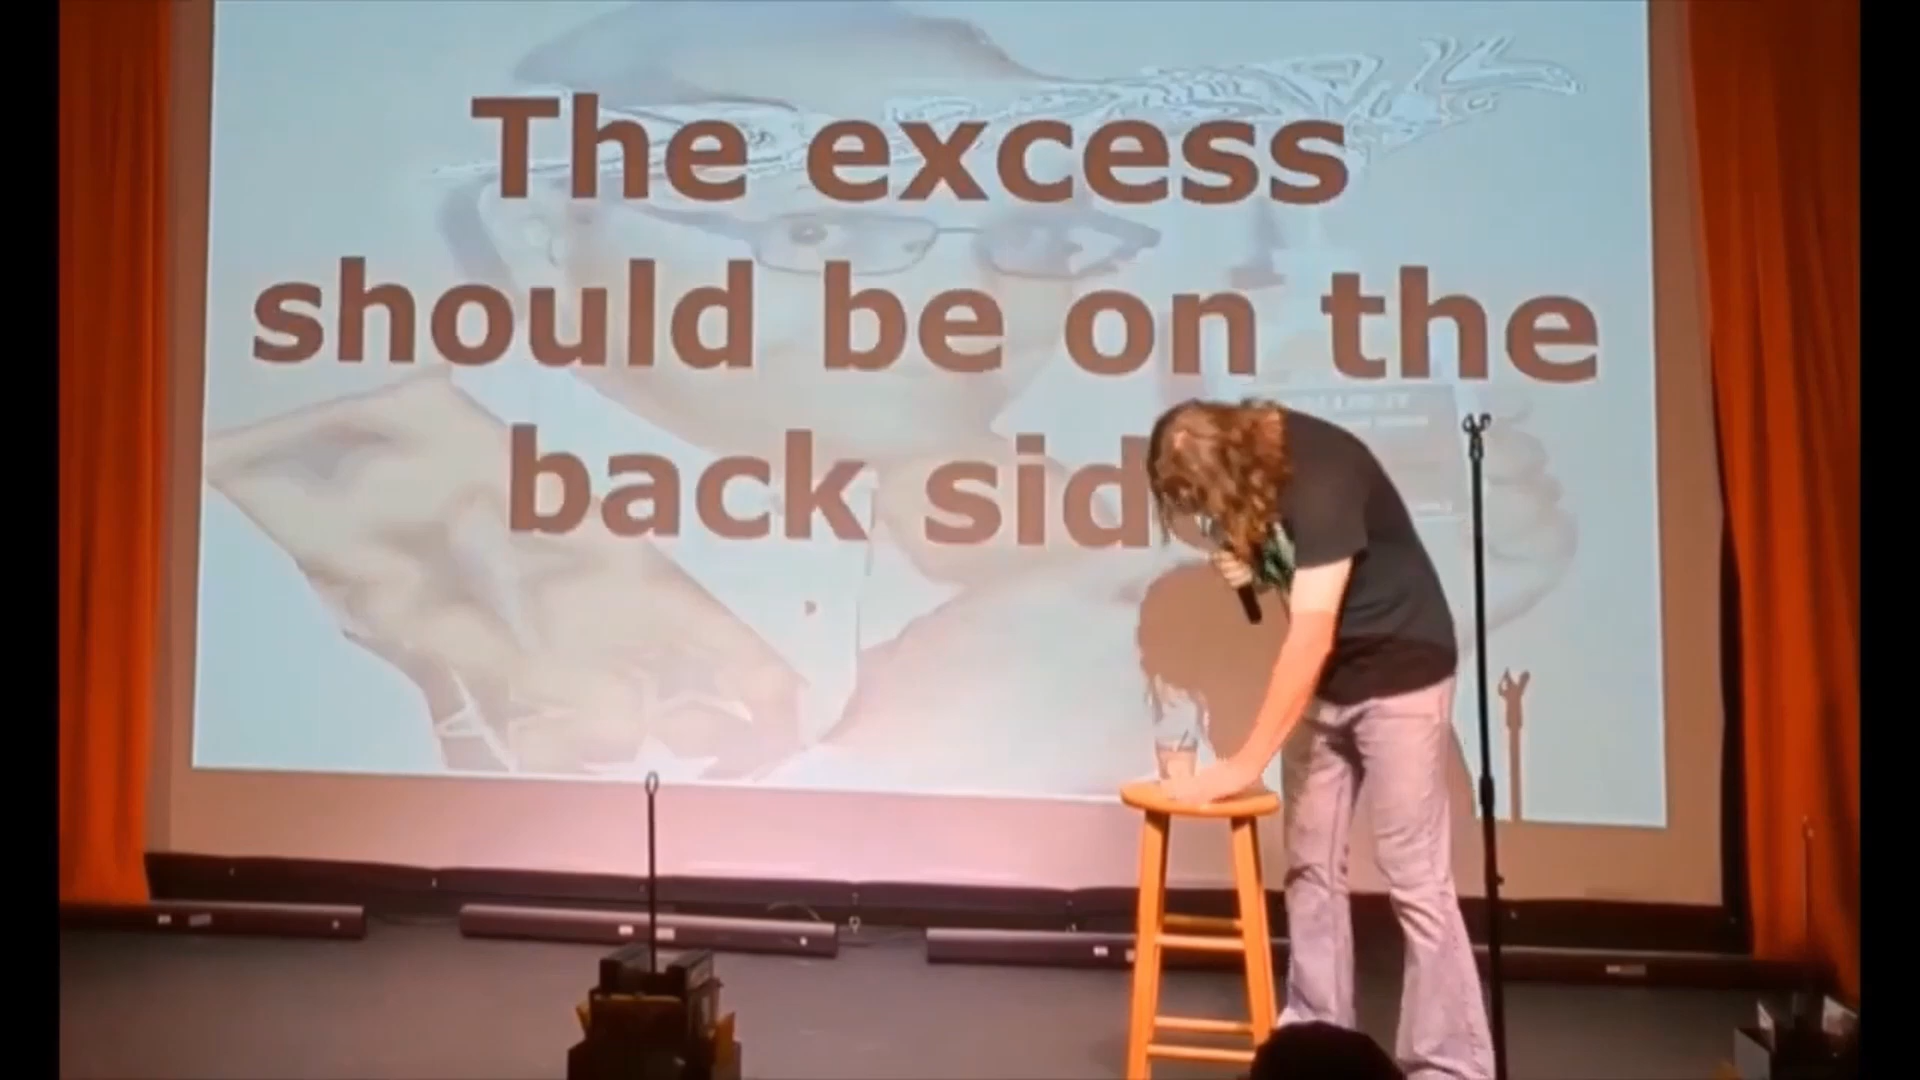 The excess
should be on the
back sid